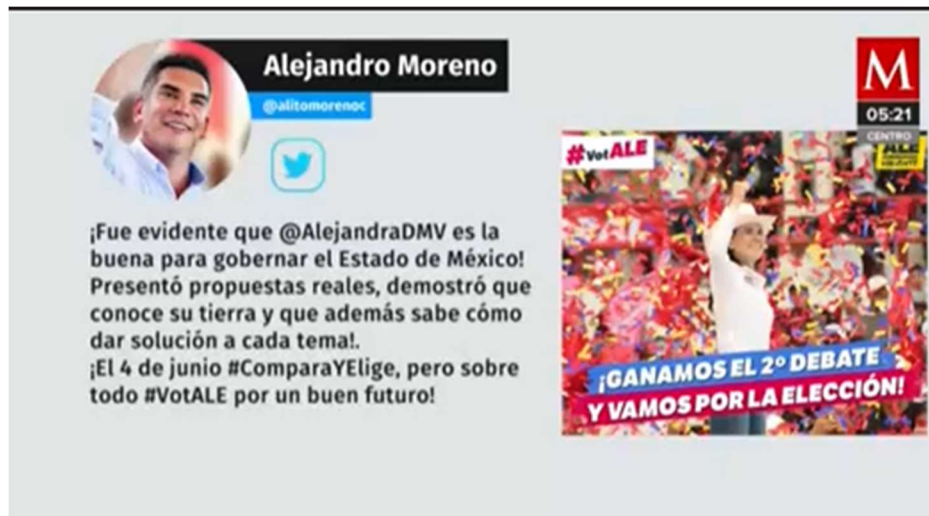 Alejandro Moreno
@alitomorenoc
M
05:21
CENTRO
¡Fue evidente que @AlejandraDMV es la
buena para gobernar el Estado de México!
Presentó propuestas reales, demostró que
conoce su tierra y que además sabe cómo
dar solución a cada tema!.
¡El 4 de junio #ComparaYElige, pero sobre
todo #VotALE por un buen futuro!
#VotALE
ALE
¡GANAMOS EL 2º DEBATE
Y VAMOS POR LA ELECCIÓN!